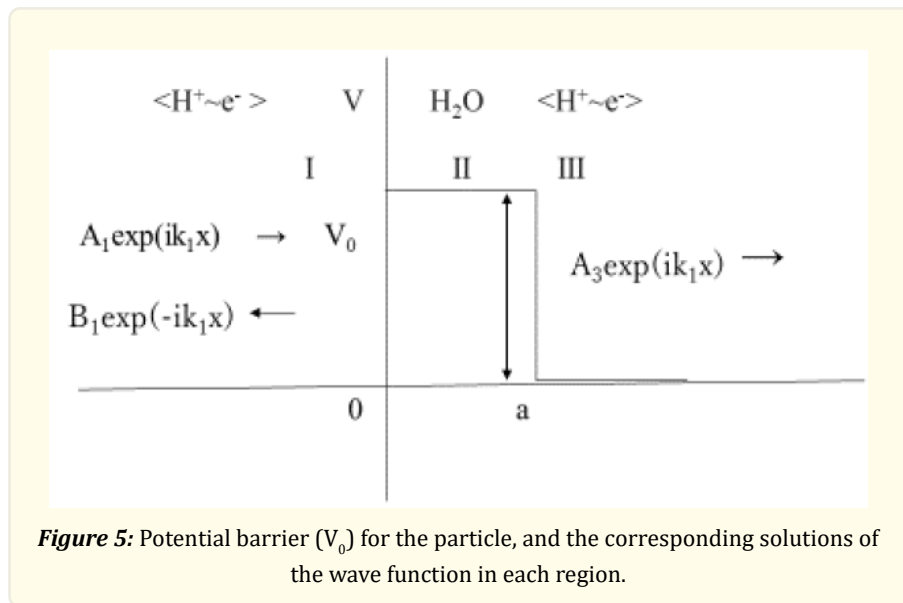 <H⁺~e⁻ > V H₂O <H⁺~e⁻>
I II III
A₁exp(ik₁x) → V₀
A₃exp(ik₁x) →
B₁exp(-ik₁x) ←
0 a
Figure 5: Potential barrier (V₀) for the particle, and the corresponding solutions of
the wave function in each region.